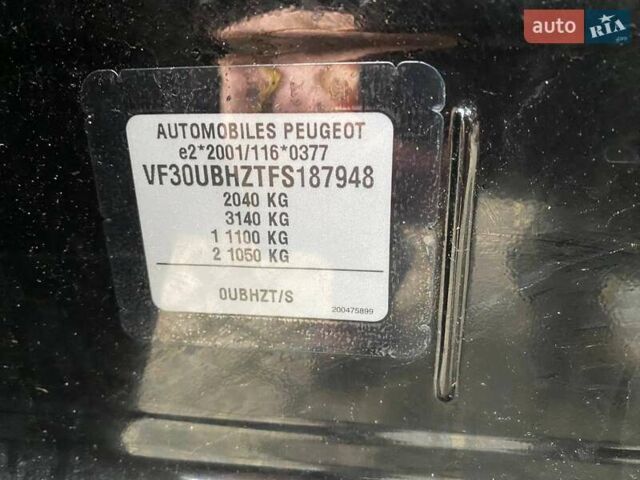 auto RIA
.com
AUTOMOBILES PEUGEOT
e2*2001/116*0377
VF30UBHZTFS187948
2040 KG
3140 KG
1 1100 KG
2 1050 KG
0UBHZT/S
200475899